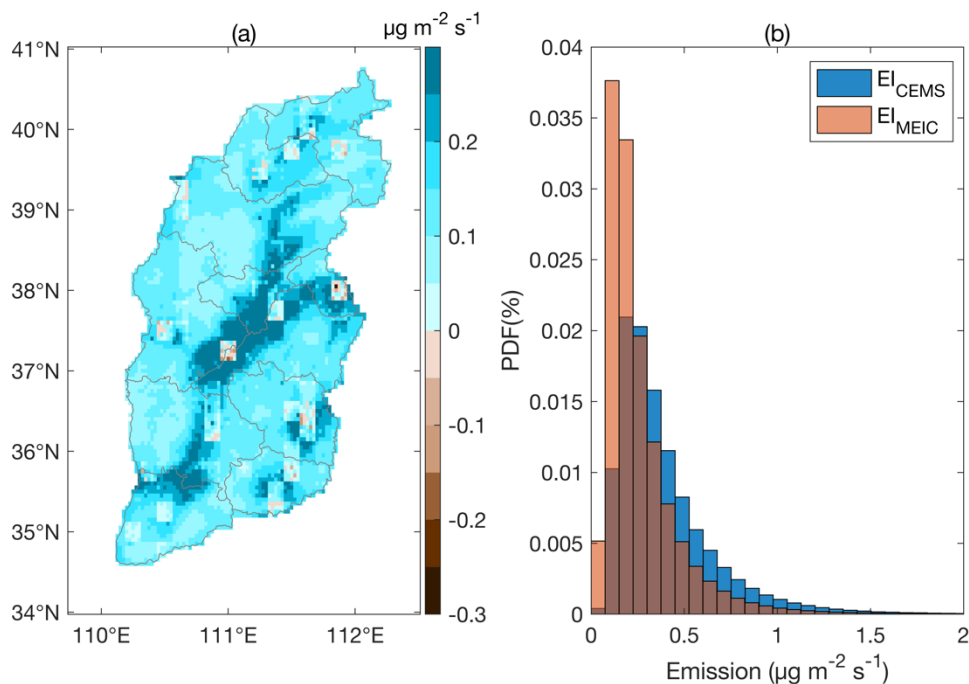 (a)
µg m⁻² s⁻¹
41°N
40°N
39°N
38°N
37°N
36°N
35°N
34°N
110°E 111°E 112°E
0.2
0.1
0
-0.1
-0.2
-0.3
(b)
0.04
0.035
0.03
0.025
0.02
0.015
0.01
0.005
0
PDF(%)
EI_CEMS
EI_MEIC
0 0.5 1 1.5 2
Emission (µg m⁻² s⁻¹)